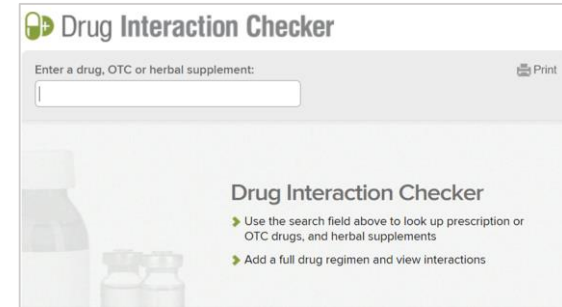 Drug Interaction Checker
Enter a drug, OTC or herbal supplement:
Print
Drug Interaction Checker
Use the search field above to look up prescription or
OTC drugs, and herbal supplements
Add a full drug regimen and view interactions